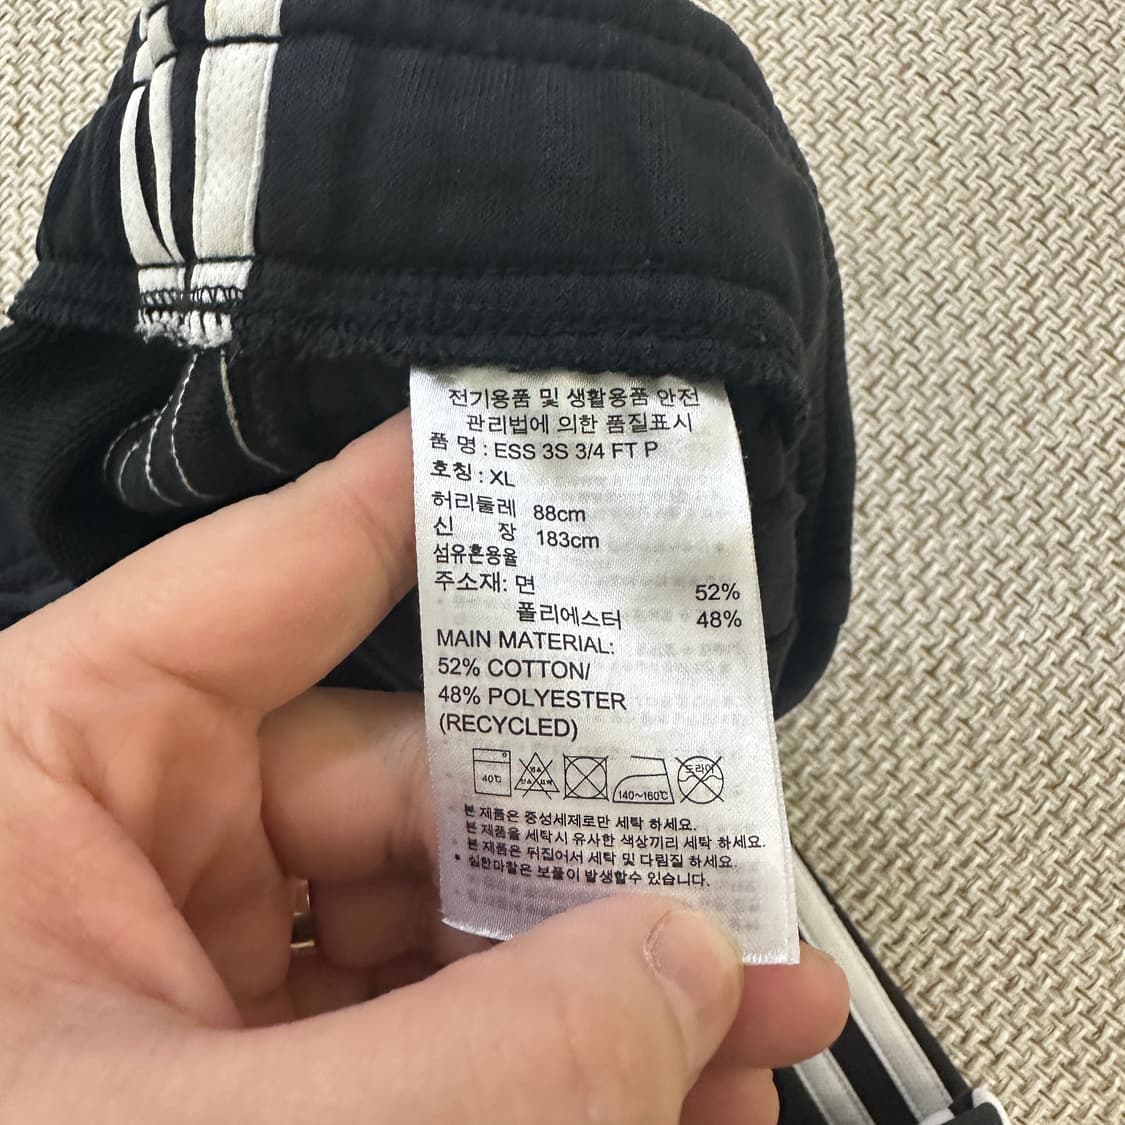 전기용품 및 생활용품 안전
관리법에 의한 품질표시
품 명 : ESS 3S 3/4 FT P
호칭 : XL
허리둘레 88cm
신 장 183cm
섬유혼용율
주소재: 면 52%
폴리에스터 48%
MAIN MATERIAL:
52% COTTON/
48% POLYESTER
(RECYCLED)
40℃ 염소 140~160℃ 드라이
본 제품은 중성세제로만 세탁 하세요.
본 제품을 세탁시 유사한 색상끼리 세탁 하세요.
본 제품은 뒤집어서 세탁 및 다림질 하세요.
심한마찰은 보풀이 발생할수 있습니다.